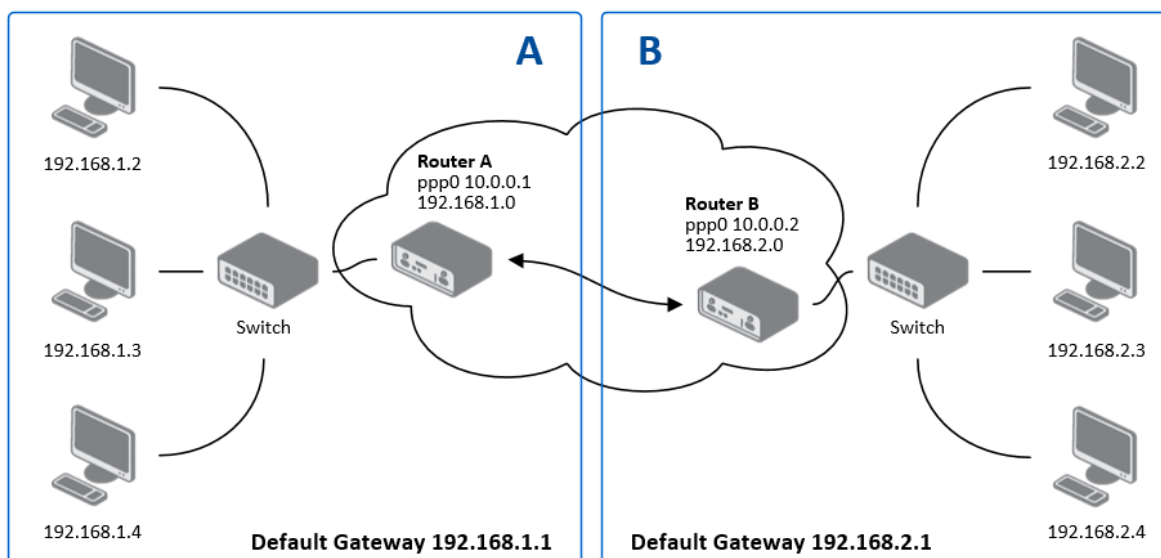 A
B
192.168.1.2
192.168.2.2
Router A
ppp0 10.0.0.1
192.168.1.0
Router B
ppp0 10.0.0.2
192.168.2.0
Switch
Switch
192.168.1.3
192.168.2.3
192.168.1.4
192.168.2.4
Default Gateway 192.168.1.1
Default Gateway 192.168.2.1